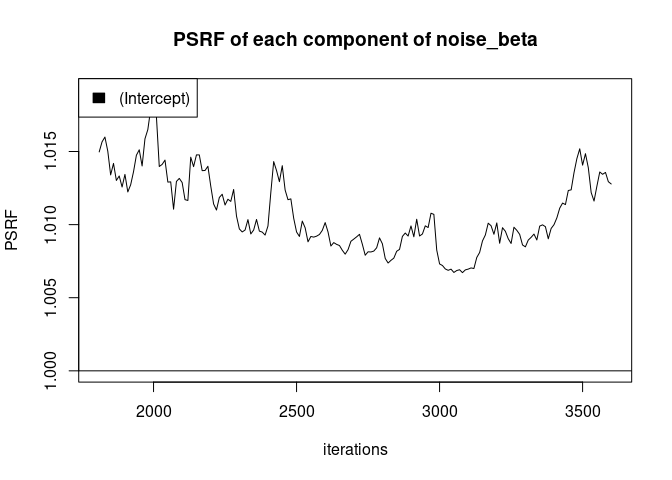 PSRF of each component of noise_beta
(Intercept)
PSRF
1.015
1.010
1.005
1.000
2000 2500 3000 3500
iterations